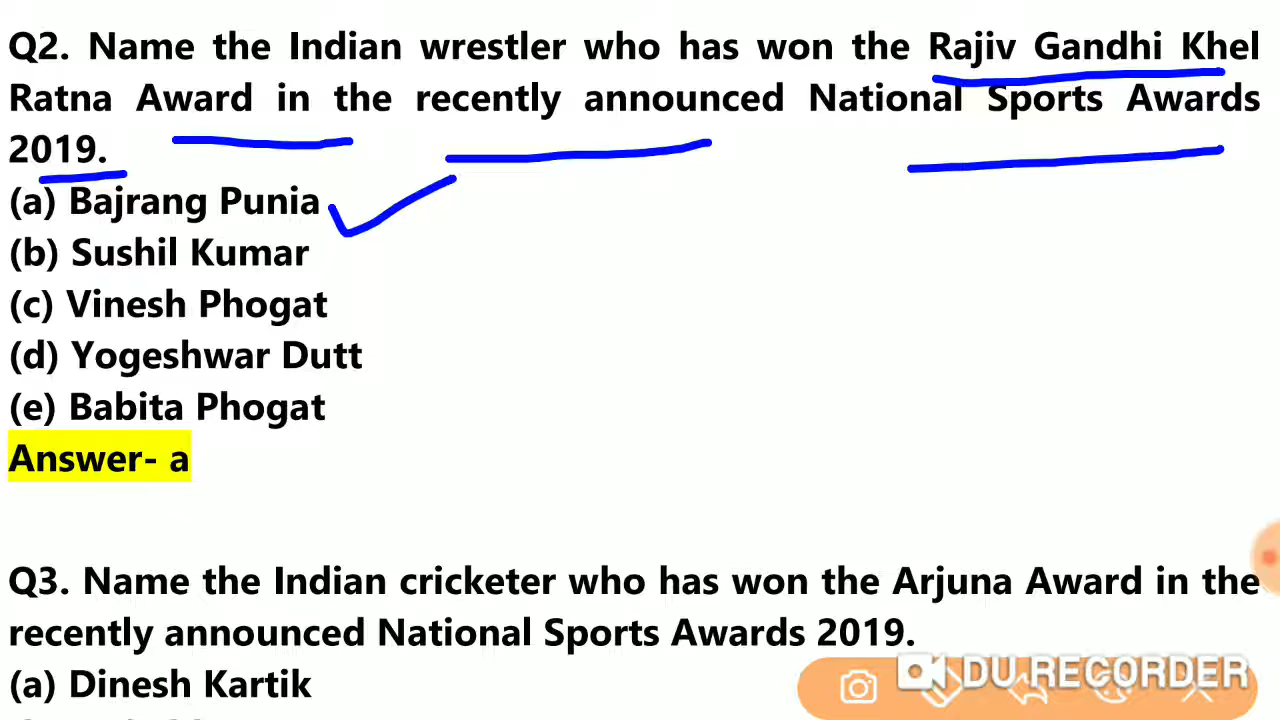 Q2. Name the Indian wrestler who has won the Rajiv Gandhi Khel
Ratna Award in the recently announced National Sports Awards
2019.
(a) Bajrang Punia
(b) Sushil Kumar
(c) Vinesh Phogat
(d) Yogeshwar Dutt
(e) Babita Phogat
Answer- a
Q3. Name the Indian cricketer who has won the Arjuna Award in the
recently announced National Sports Awards 2019.
(a) Dinesh Kartik
DU RECORDER